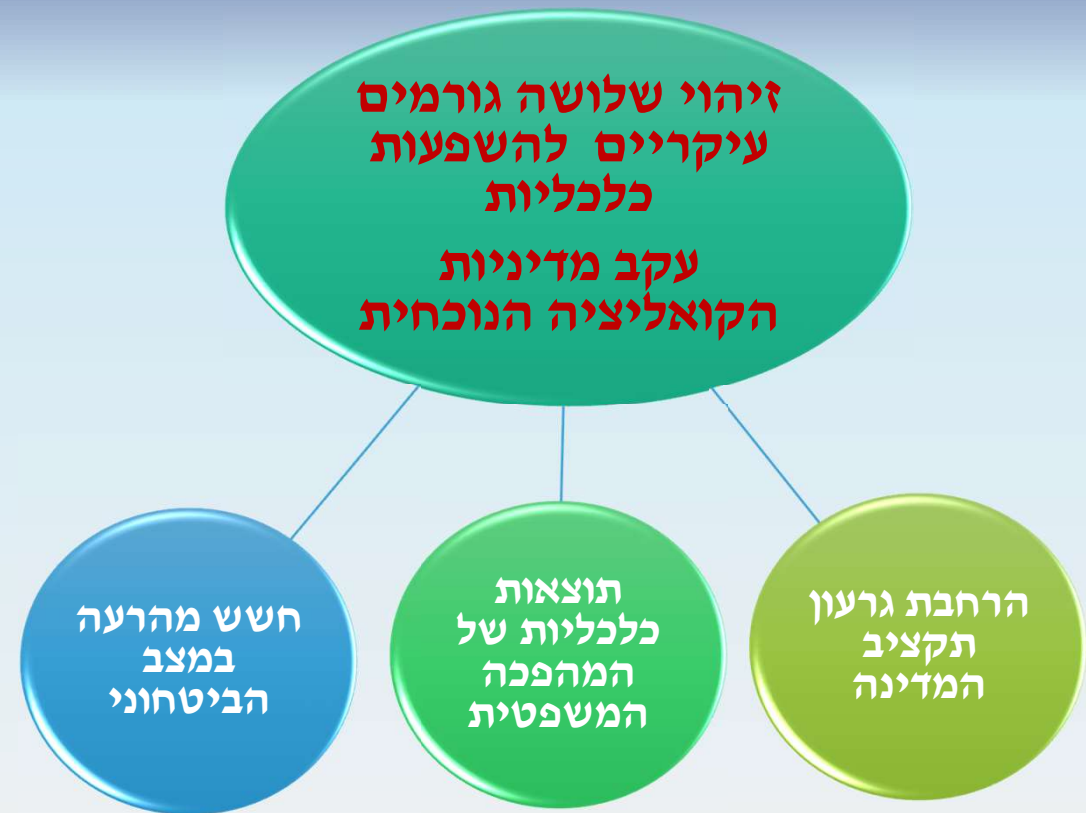 זיהוי שלושה גורמים
עיקריים להשפעות
כלכליות
עקב מדיניות
הקואליציה הנוכחית
הרחבת גרעון
תקציב
המדינה
תוצאות
כלכליות של
המהפכה
המשפטית
חשש מהרעה
במצב
הביטחוני